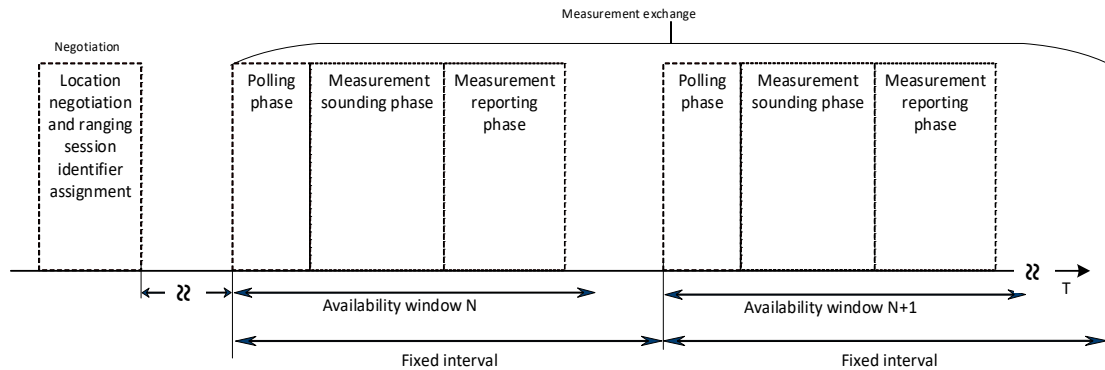 Measurement exchange
Negotiation
Location
negotiation
and ranging
session
identifier
assignment
Polling
phase
Measurement
sounding phase
Measurement
reporting
phase
Polling
phase
Measurement
sounding phase
Measurement
reporting
phase
T
Availability window N
Availability window N+1
Fixed interval
Fixed interval